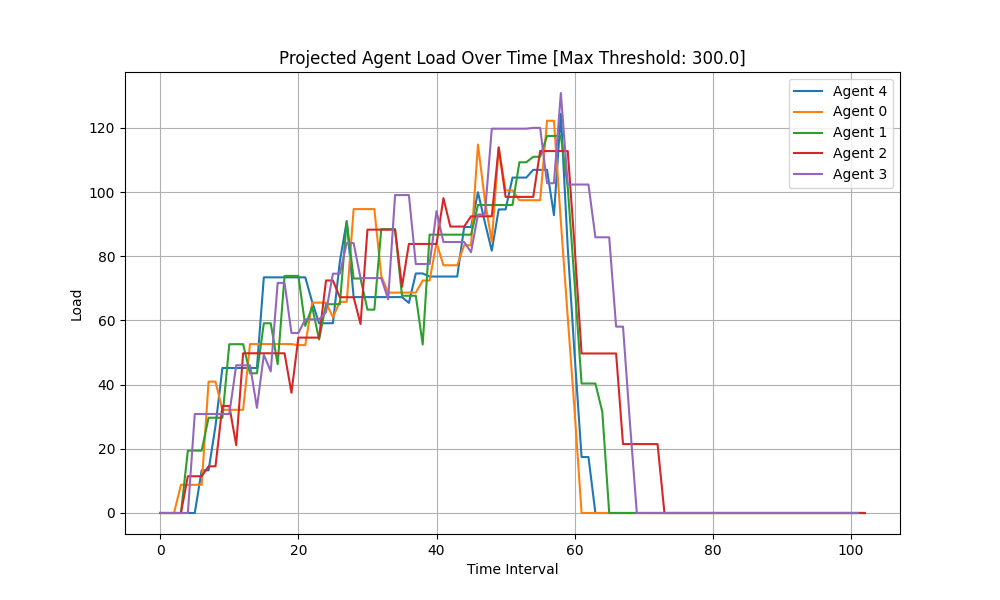 Projected Agent Load Over Time [Max Threshold: 300.0]
Agent 4
Agent 0
Agent 1
Agent 2
Agent 3
Load
120
100
80
60
40
20
0
0 20 40 60 80 100
Time Interval